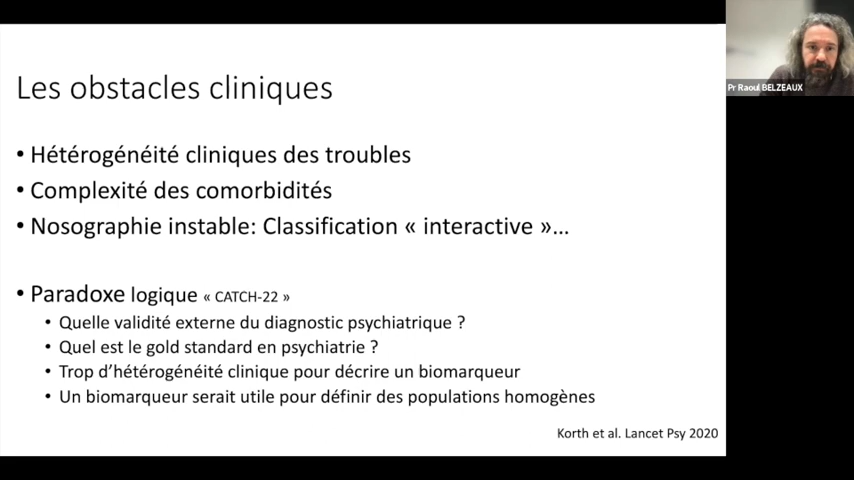 Les obstacles cliniques
• Hétérogénéité cliniques des troubles
• Complexité des comorbidités
• Nosographie instable: Classification « interactive »…
• Paradoxe logique « CATCH-22 »
• Quelle validité externe du diagnostic psychiatrique ?
• Quel est le gold standard en psychiatrie ?
• Trop d’hétérogénéité clinique pour décrire un biomarqueur
• Un biomarqueur serait utile pour définir des populations homogènes
Korth et al. Lancet Psy 2020
Pr Raoul BELZEAUX